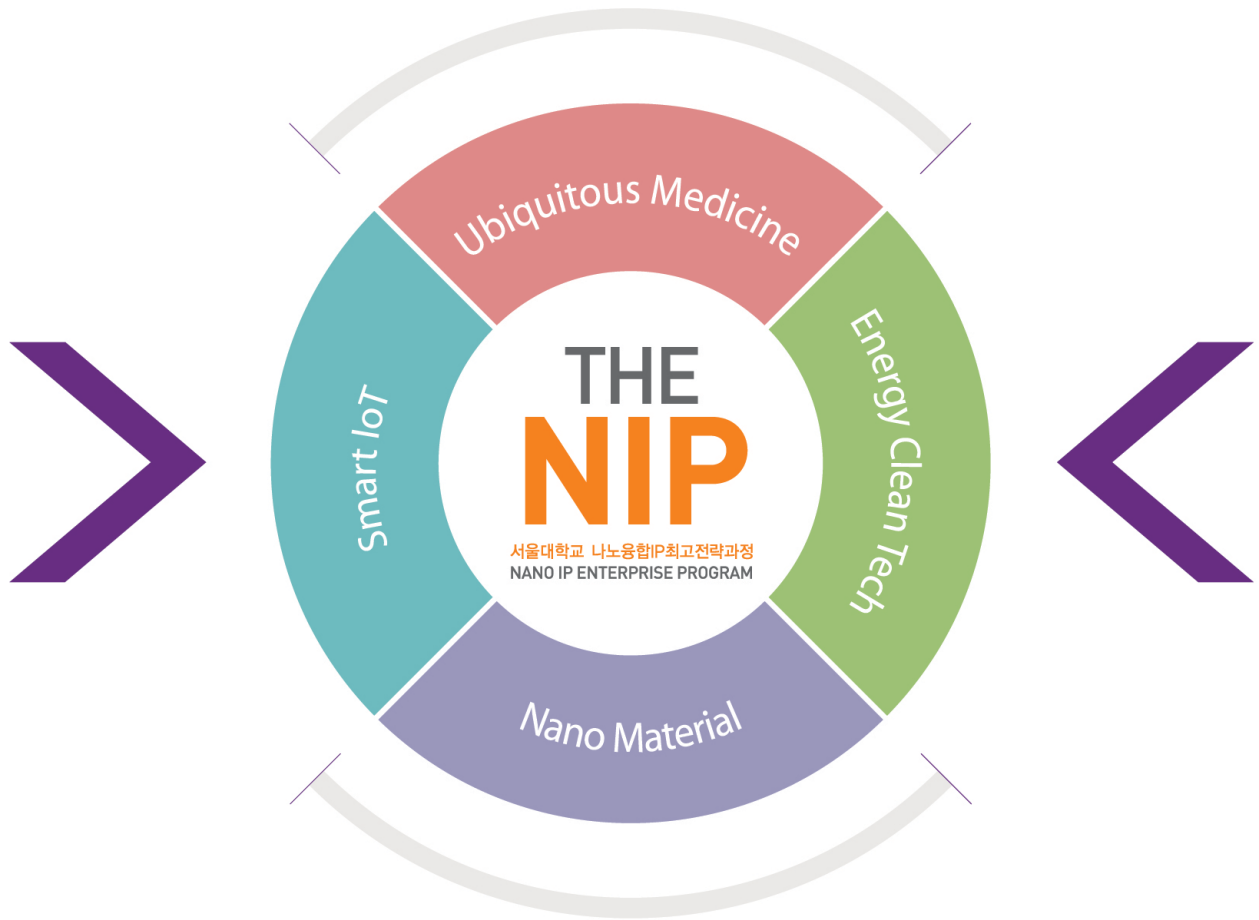 Ubiquitous Medicine
Smart IoT
THE
NIP
서울대학교 나노융합IP최고전략과정
NANO IP ENTERPRISE PROGRAM
Energy Clean Tech
Nano Material